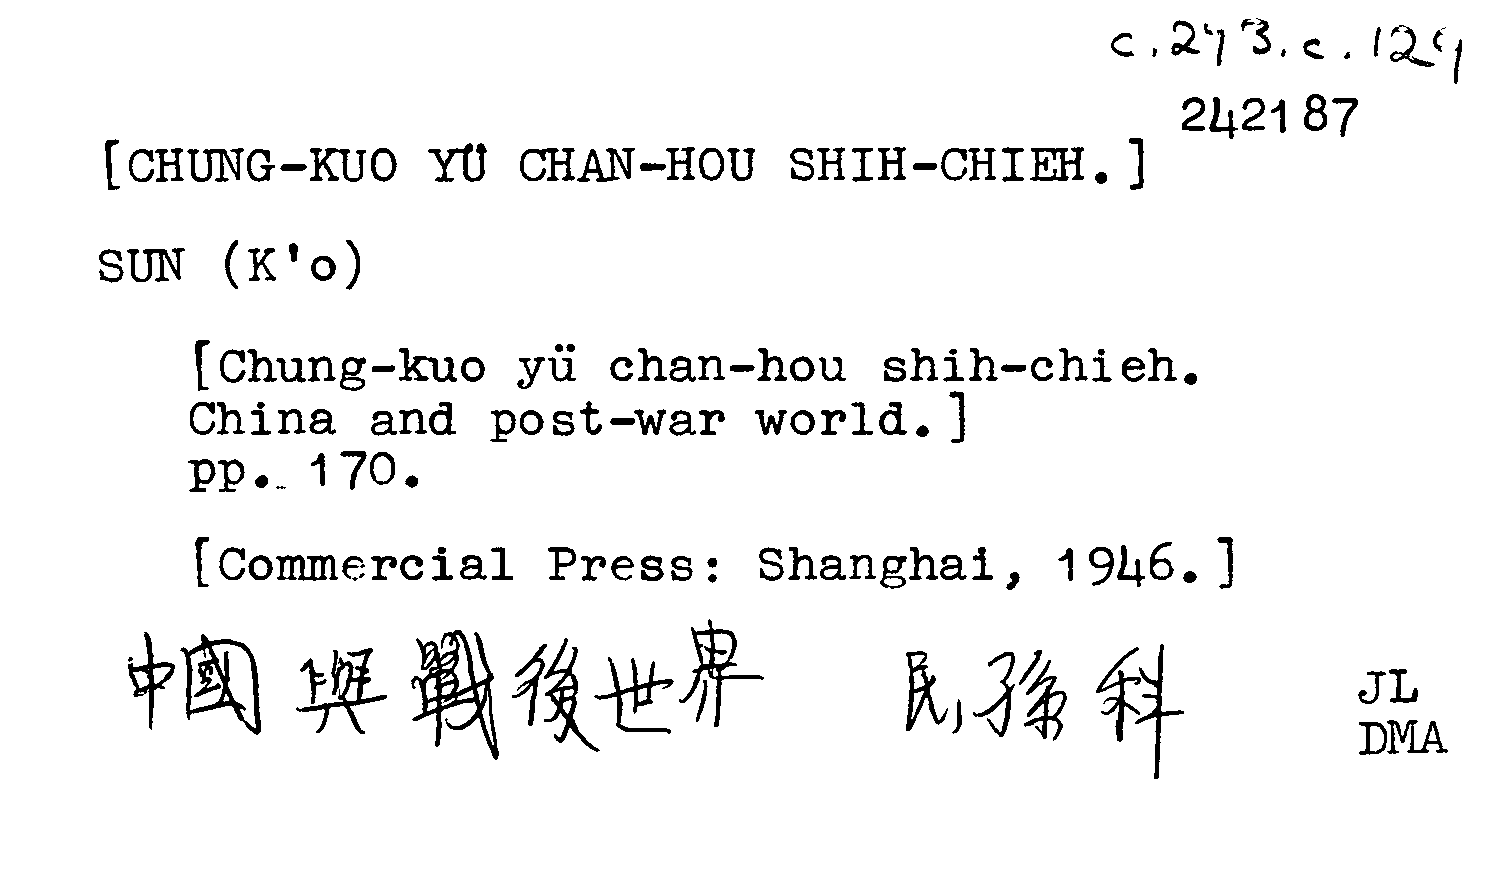 c.273.c.129
242187
[CHUNG-KUO YÜ CHAN-HOU SHIH-CHIEH.]
SUN (K'o)
[Chung-kuo yü chan-hou shih-chieh.
China and post-war world.]
pp. 170.
[Commercial Press: Shanghai, 1946.]
中國與戰後世界 民,孫科
JL
DMA